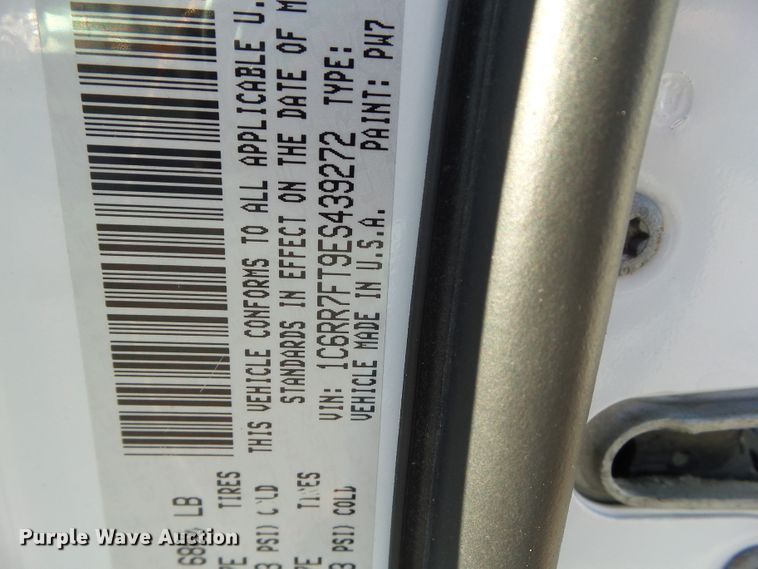 THIS VEHICLE CONFORMS TO ALL APPLICABLE U.
STANDARDS IN EFFECT ON THE DATE OF M
VIN: 1C6RR7FT9ES439272 TYPE:
VEHICLE MADE IN U.S.A. PAINT: PW7
LB
TIRES
PSI) COLD
TIRES
PSI) COLD
Purple Wave Auction